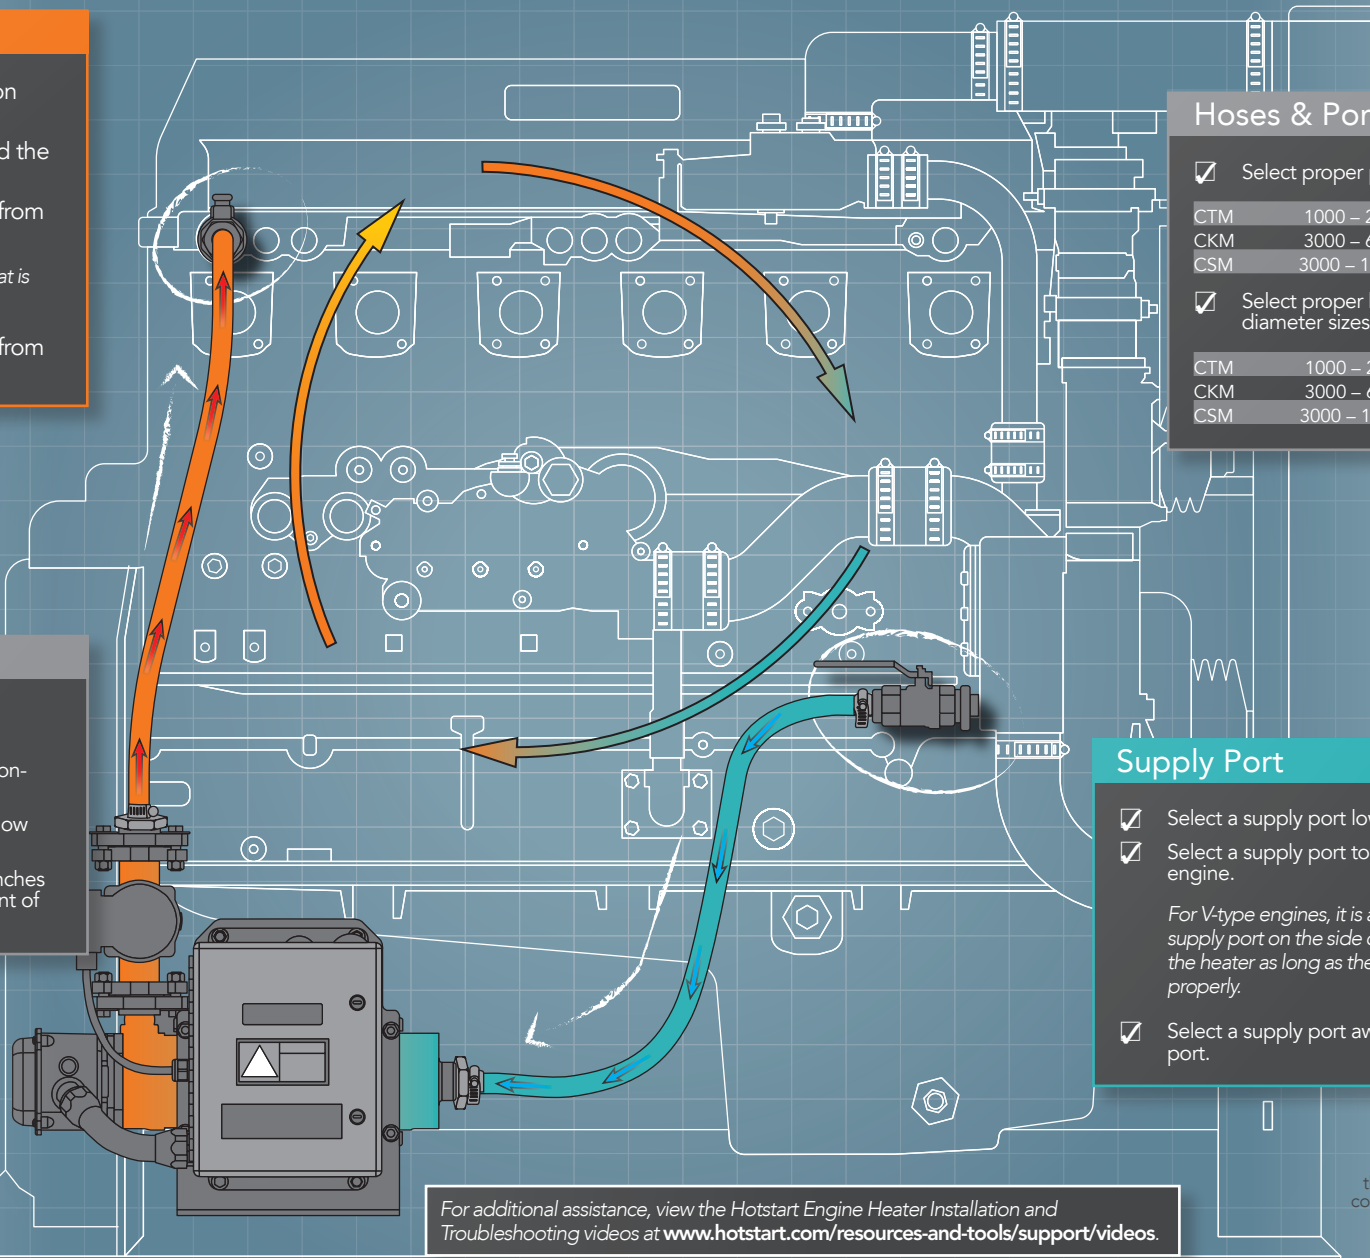 on
d the
from
at is
from
on-
ow
nches
nt of
Hoses & Por
Select proper
CTM 1000 – 2
CKM 3000 – 6
CSM 3000 – 1
Select proper
diameter sizes
CTM 1000 – 2
CKM 3000 – 6
CSM 3000 – 1
Supply Port
Select a supply port lo
Select a supply port to
engine.
For V-type engines, it is a
supply port on the side o
the heater as long as the
properly.
Select a supply port aw
port.
For additional assistance, view the Hotstart Engine Heater Installation and
Troubleshooting videos at www.hotstart.com/resources-and-tools/support/videos.
t
co